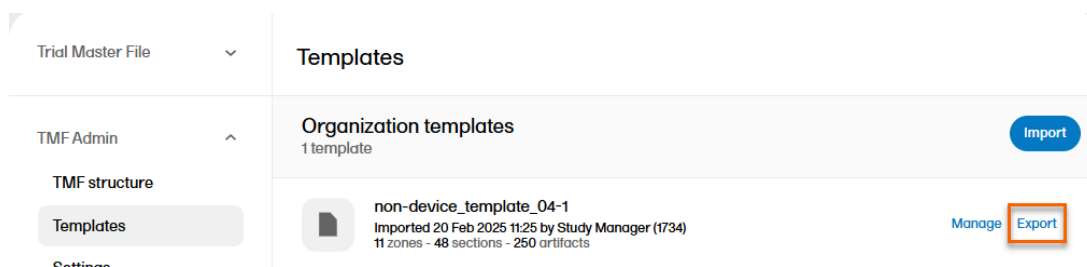 Trial Master File
Templates
TMF Admin
Organization templates
1 template
Import
TMF structure
Templates
non-device_template_04-1
Imported 20 Feb 2025 11:25 by Study Manager (1734)
11 zones - 48 sections - 250 artifacts
Manage Export
Settings